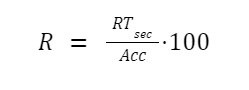 R = RT_sec / Acc · 100